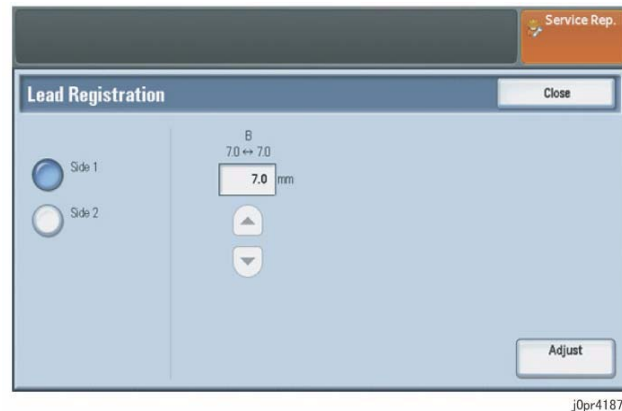 Service Rep.
Lead Registration
Close
B
7.0 ↔ 7.0
Side 1
7.0 mm
Side 2
Adjust
j0pr4187